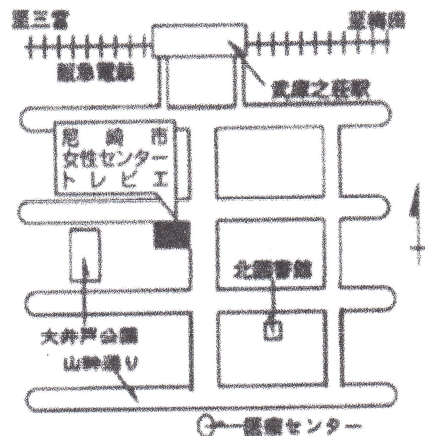 至三宮
至梅田
阪急電鉄
武庫之荘駅
尼崎市
女性センター
トレピエ
北図書館
大井戸公園
山幹通り
医療センター